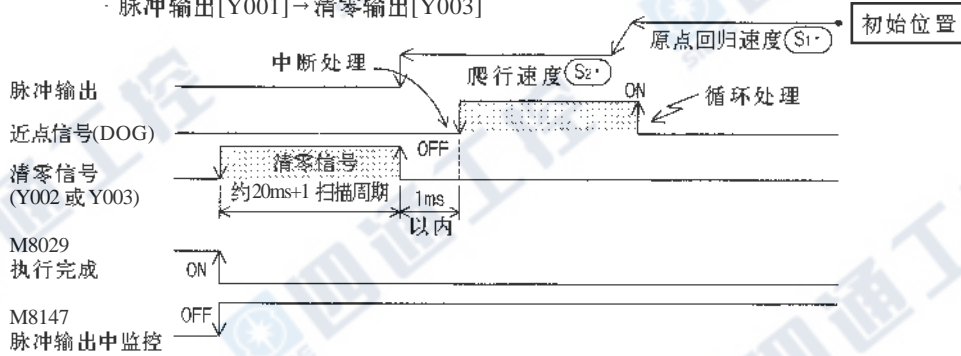 · 脉冲输出[Y001]→清零输出[Y003]
初始位置
原点回归速度 S1·
中断处理
爬行速度 S2·
脉冲输出
ON
循环处理
近点信号(DOG)
OFF
清零信号
清零信号
(Y002 或 Y003)
约20ms+1 扫描周期
1ms
以内
M8029
执行完成
ON
M8147
OFF
脉冲输出中监控